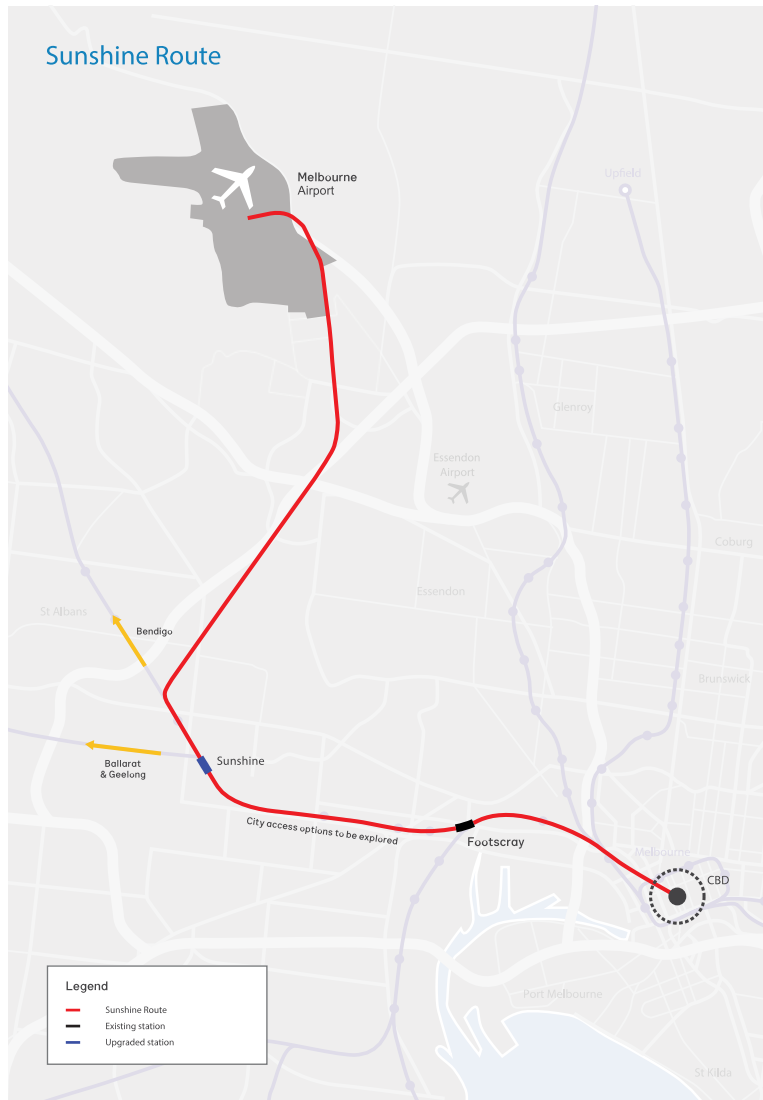 Sunshine Route
Melbourne
Airport
Upfield
Glenroy
Essendon
Airport
Coburg
Essendon
St Albans
Bendigo
Brunswick
Sunshine
Ballarat
& Geelong
City access options to be explored
Footscray
Melbourne
CBD
Port Melbourne
St Kilda
Legend
Sunshine Route
Existing station
Upgraded station